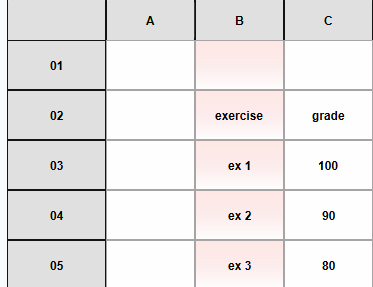 A B C
01
02 exercise grade
03 ex 1 100
04 ex 2 90
05 ex 3 80